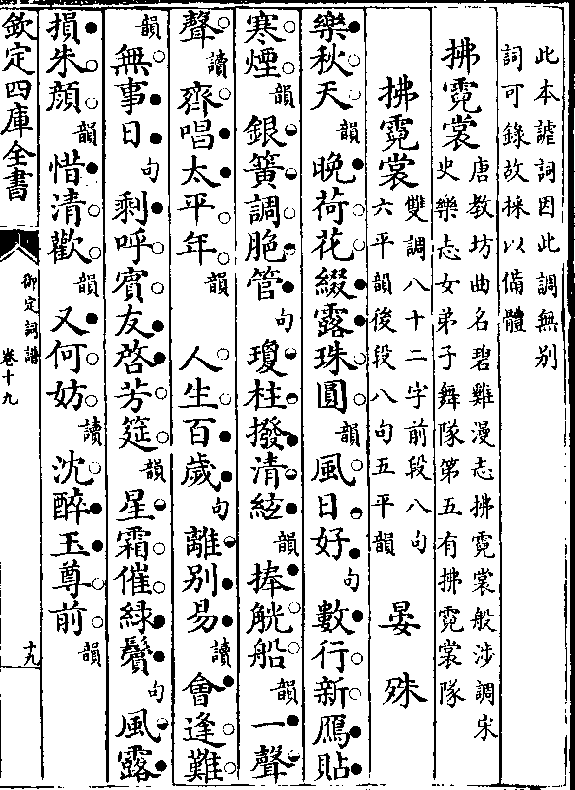 此本謔詞因此調無別
詞可錄故採以備體
拂霓裳唐教坊曲名碧雞漫志拂霓裳般涉調宋
史樂志女弟子舞隊第五有拂霓裳隊
拂霓裳雙調八十二字前段八句
六平韻後段八句五平韻 晏殊
樂秋天韻晚荷花綴露珠圓韻風日好句數行新鴈貼
寒煙韻銀簧調脆管句瓊柱撥清絃韻捧觥船韻一聲
聲讀齊唱太平年韻 人生百歲句離別易讀會逢難
韻無事日句剩呼賓友啓芳筵韻星霜催綠鬢句風露
損朱顏韻惜清歡韻又何妨讀沈醉玉尊前韻
欽定四庫全書
御定詞譜
卷十九
十九